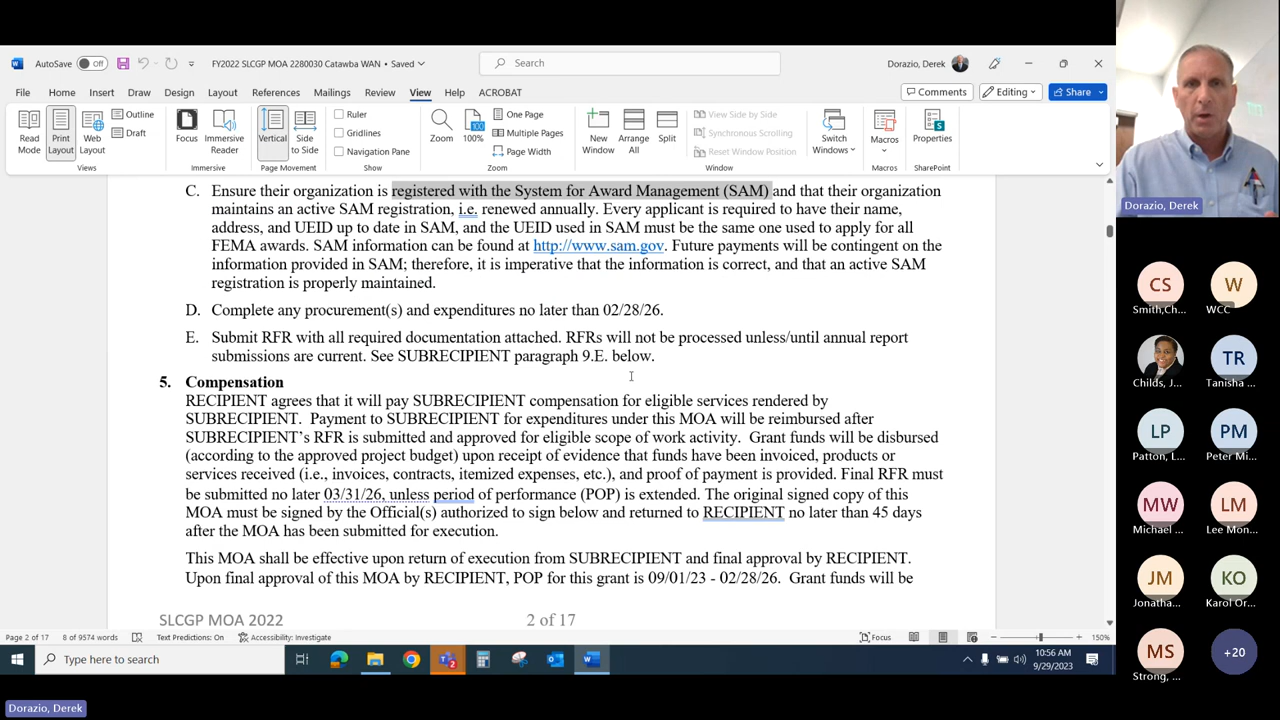 AutoSave Off
FY2022 SLCGP MOA 2280030 Catawba WAN • Saved
Search
Dorazio, Derek
File Home Insert Draw Design Layout References Mailings Review View Help ACROBAT
Comments Editing Share
Read Mode
Print Layout
Web Layout
Outline
Draft
Views
Focus
Immersive Reader
Immersive
Vertical
Side to Side
Page Movement
Ruler
Gridlines
Navigation Pane
Show
Zoom
100%
One Page
Multiple Pages
Page Width
Zoom
New Window
Arrange All
Split
View Side by Side
Synchronous Scrolling
Reset Window Position
Window
Switch Windows
Macros
Macros
Properties
SharePoint
C. Ensure their organization is registered with the System for Award Management (SAM) and that their organization
maintains an active SAM registration, i.e. renewed annually. Every applicant is required to have their name,
address, and UEID up to date in SAM, and the UEID used in SAM must be the same one used to apply for all
FEMA awards. SAM information can be found at http://www.sam.gov. Future payments will be contingent on the
information provided in SAM; therefore, it is imperative that the information is correct, and that an active SAM
registration is properly maintained.
D. Complete any procurement(s) and expenditures no later than 02/28/26.
E. Submit RFR with all required documentation attached. RFRs will not be processed unless/until annual report
submissions are current. See SUBRECIPIENT paragraph 9.E. below.
5. Compensation
RECIPIENT agrees that it will pay SUBRECIPIENT compensation for eligible services rendered by
SUBRECIPIENT. Payment to SUBRECIPIENT for expenditures under this MOA will be reimbursed after
SUBRECIPIENT's RFR is submitted and approved for eligible scope of work activity. Grant funds will be disbursed
(according to the approved project budget) upon receipt of evidence that funds have been invoiced, products or
services received (i.e., invoices, contracts, itemized expenses, etc.), and proof of payment is provided. Final RFR must
be submitted no later 03/31/26, unless period of performance (POP) is extended. The original signed copy of this
MOA must be signed by the Official(s) authorized to sign below and returned to RECIPIENT no later than 45 days
after the MOA has been submitted for execution.
This MOA shall be effective upon return of execution from SUBRECIPIENT and final approval by RECIPIENT.
Upon final approval of this MOA by RECIPIENT, POP for this grant is 09/01/23 - 02/28/26. Grant funds will be
SLCGP MOA 2022 2 of 17
Page 2 of 17 8 of 9574 words Text Predictions: On Accessibility: Investigate Focus 150%
Type here to search
10:56 AM
9/29/2023
Dorazio, Derek
Dorazio, Derek
CS
Smith,Ch...
W
WCC
Childs, J...
TR
Tanisha ...
LP
Patton, L...
PM
Peter Mi...
MW
Michael ...
LM
Lee Mon...
JM
Jonatha...
KO
Karol Or...
MS
Strong, ...
+20